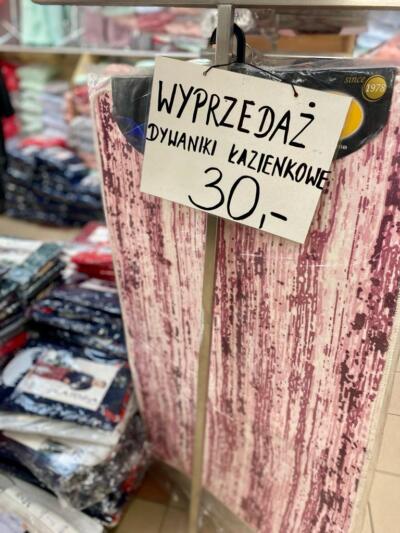 since
1978
WYPRZEDAŻ
DYWANIKI ŁAZIENKOWE
30,-